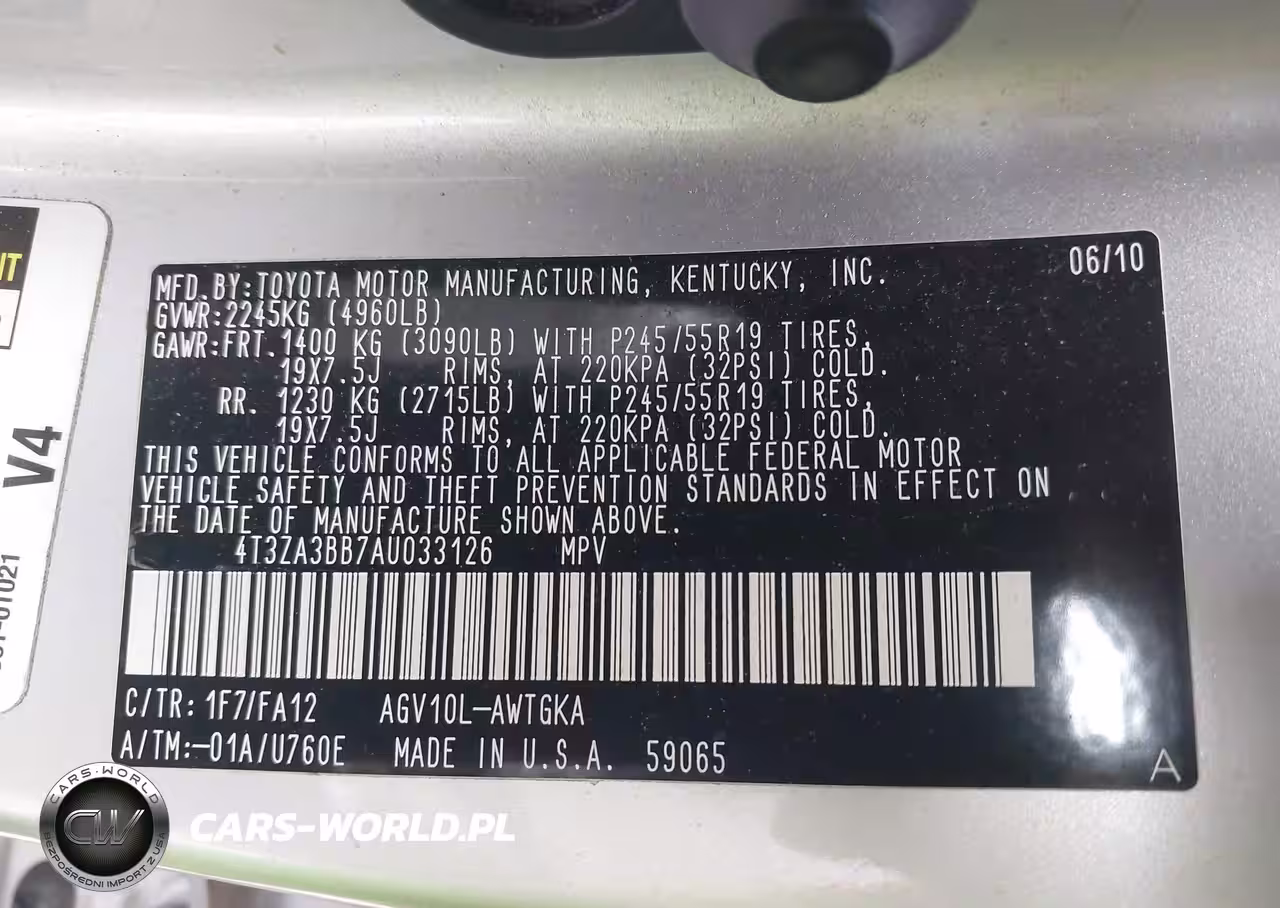 06/10
MFD.BY:TOYOTA MOTOR MANUFACTURING, KENTUCKY, INC.
GVWR:2245KG (4960LB)
GAWR:FRT.1400 KG (3090LB) WITH P245/55R19 TIRES,
19X7.5J RIMS, AT 220KPA (32PSI) COLD.
RR. 1230 KG (2715LB) WITH P245/55R19 TIRES,
19X7.5J RIMS, AT 220KPA (32PSI) COLD.
THIS VEHICLE CONFORMS TO ALL APPLICABLE FEDERAL MOTOR
VEHICLE SAFETY AND THEFT PREVENTION STANDARDS IN EFFECT ON
THE DATE OF MANUFACTURE SHOWN ABOVE.
4T3ZA3BB7AU033126 MPV
C/TR: 1F7/FA12 AGV10L-AWTGKA
A/TM:-01A/U760E MADE IN U.S.A. 59065
A
V4
CARS-WORLD
CW
BEZPOŚREDNI IMPORT Z USA
CARS-WORLD.PL